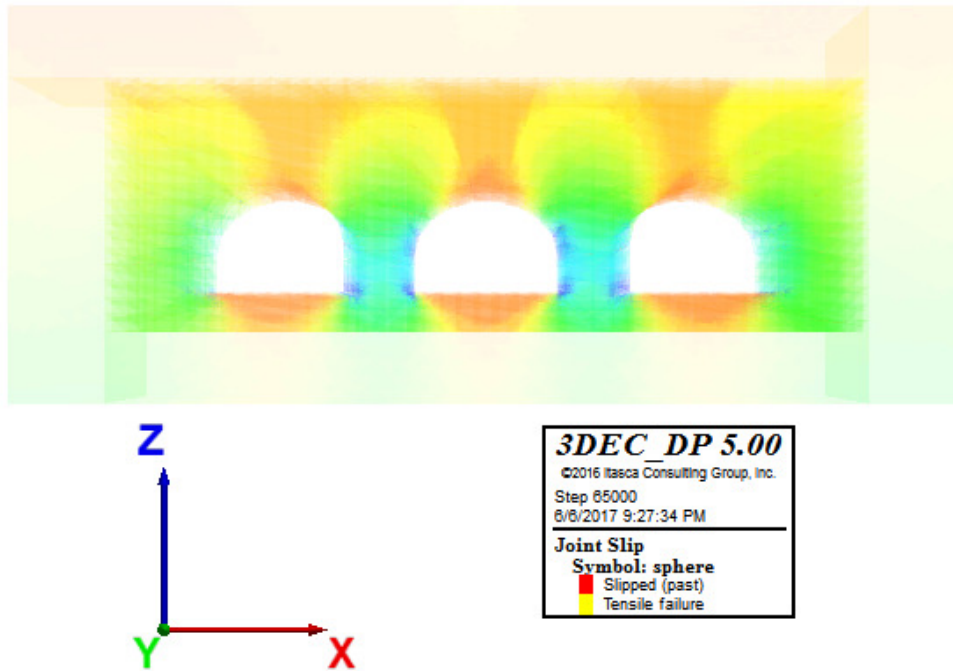 Z
Y
X
3DEC_DP 5.00
©2016 Itasca Consulting Group, Inc.
Step 65000
6/6/2017 9:27:34 PM
Joint Slip
Symbol: sphere
Slipped (past)
Tensile failure